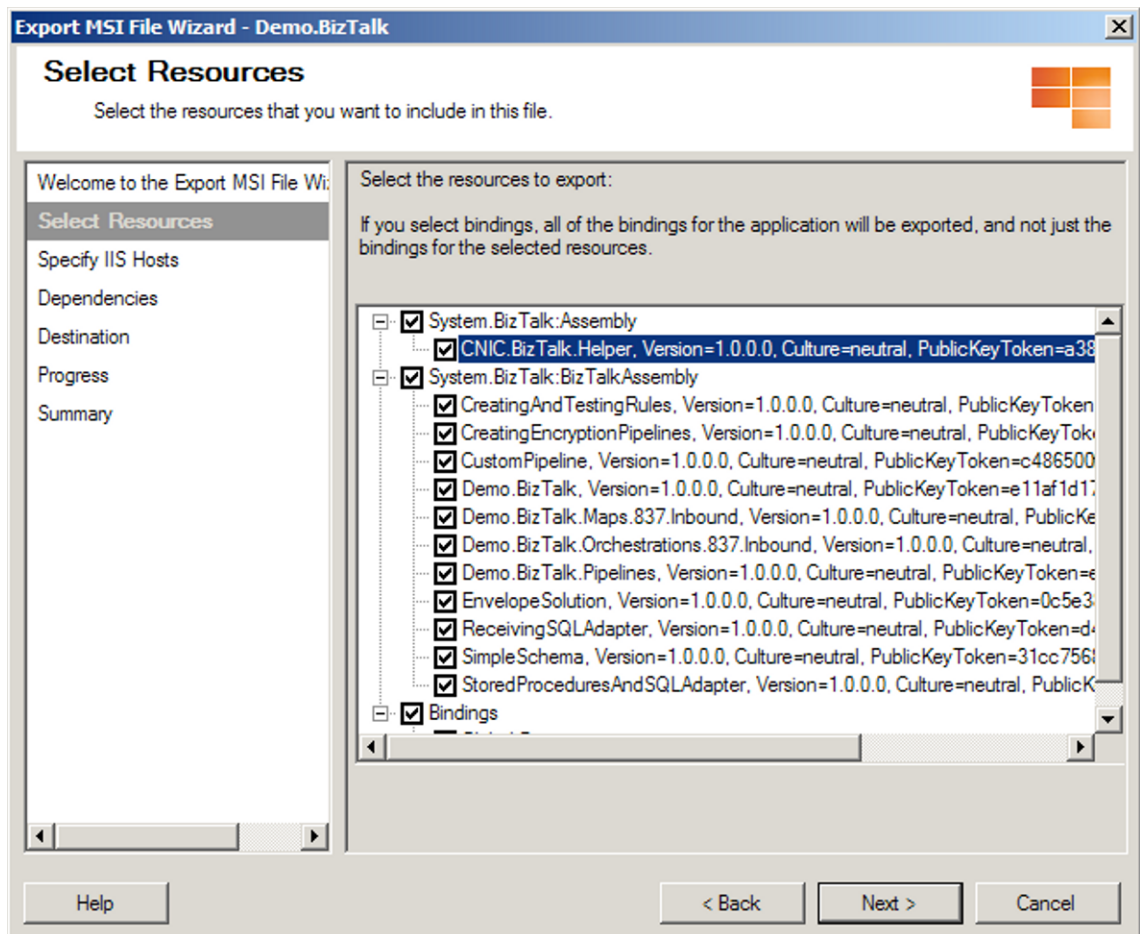 Export MSI File Wizard - Demo.BizTalk
Select Resources
Select the resources that you want to include in this file.
Welcome to the Export MSI File Wi
Select Resources
Specify IIS Hosts
Dependencies
Destination
Progress
Summary
Select the resources to export:
If you select bindings, all of the bindings for the application will be exported, and not just the
bindings for the selected resources.
System.BizTalk:Assembly
CNIC.BizTalk.Helper, Version=1.0.0.0, Culture=neutral, PublicKeyToken=a38
System.BizTalk:BizTalkAssembly
CreatingAndTestingRules, Version=1.0.0.0, Culture=neutral, PublicKeyToken
CreatingEncryptionPipelines, Version=1.0.0.0, Culture=neutral, PublicKeyTok
CustomPipeline, Version=1.0.0.0, Culture=neutral, PublicKeyToken=c486500
Demo.BizTalk, Version=1.0.0.0, Culture=neutral, PublicKeyToken=e11af1d17
Demo.BizTalk.Maps.837.Inbound, Version=1.0.0.0, Culture=neutral, PublicKe
Demo.BizTalk.Orchestrations.837.Inbound, Version=1.0.0.0, Culture=neutral,
Demo.BizTalk.Pipelines, Version=1.0.0.0, Culture=neutral, PublicKeyToken=e
EnvelopeSolution, Version=1.0.0.0, Culture=neutral, PublicKeyToken=0c5e3
ReceivingSQLAdapter, Version=1.0.0.0, Culture=neutral, PublicKeyToken=d
SimpleSchema, Version=1.0.0.0, Culture=neutral, PublicKeyToken=31cc756
StoredProceduresAndSQLAdapter, Version=1.0.0.0, Culture=neutral, PublicK
Bindings
Help
< Back
Next >
Cancel